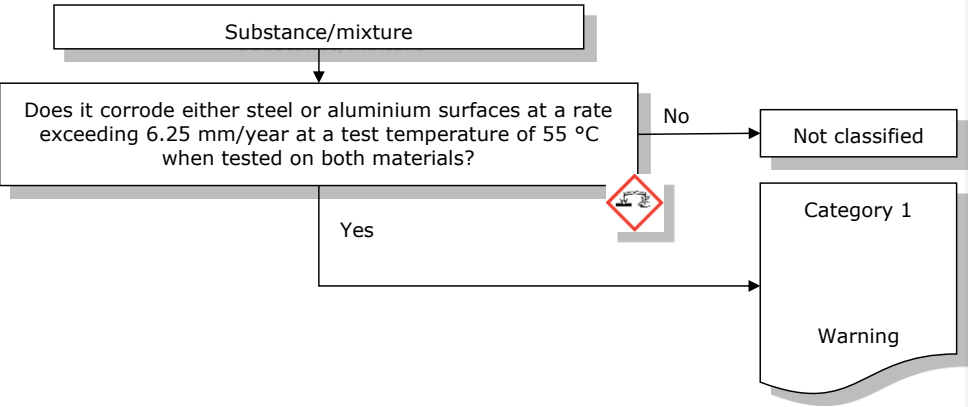 Substance/mixture
Does it corrode either steel or aluminium surfaces at a rate
exceeding 6.25 mm/year at a test temperature of 55 °C
when tested on both materials?
No
Not classified
Yes
Category 1
Warning